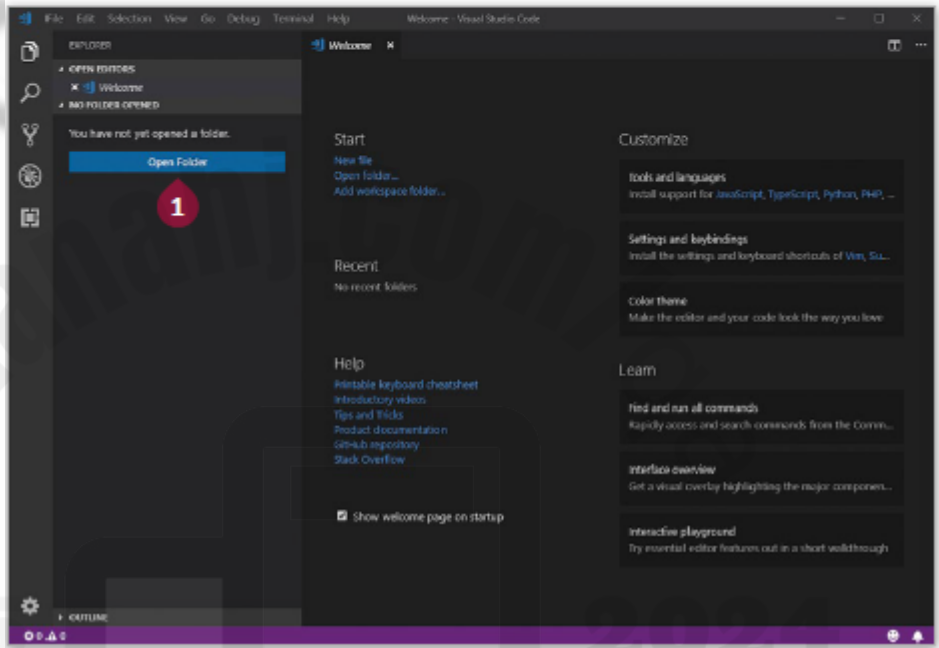 File Edit Selection View Go Debug Terminal Help Welcome - Visual Studio Code
EXPLORER
Welcome
OPEN EDITORS
Welcome
NO FOLDER OPENED
You have not yet opened a folder.
Open Folder
1
Start
New file
Open folder...
Add workspace folder...
Recent
No recent folders
Help
Printable keyboard cheatsheet
Introductory videos
Tips and Tricks
Product documentation
GitHub repository
Stack Overflow
Show welcome page on startup
Customize
Tools and languages
Install support for JavaScript, TypeScript, Python, PHP, ...
Settings and keybindings
Install the settings and keyboard shortcuts of Vim, Su...
Color theme
Make the editor and your code look the way you love
Learn
Find and run all commands
Rapidly access and search commands from the Comm...
Interface overview
Get a visual overlay highlighting the major componen...
Interactive playground
Try essential editor features out in a short walkthrough
OUTLINE
0 0
2024